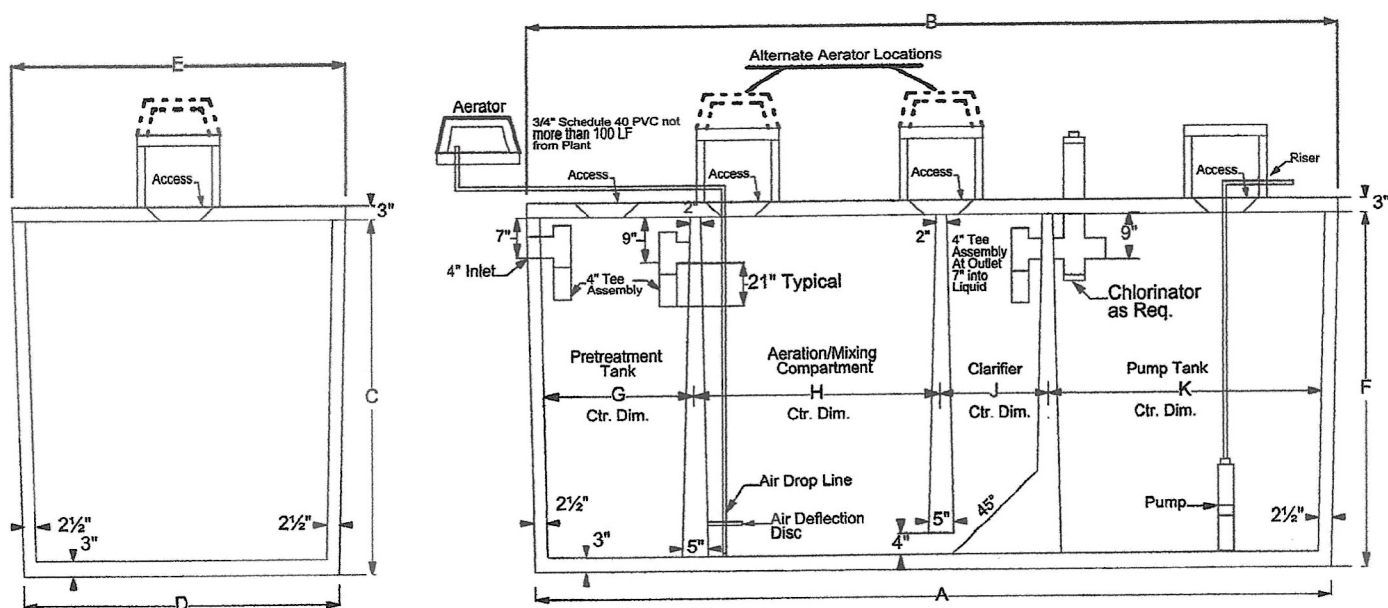 E
Access
3"
C
2½"
2½"
3"
D
B
Alternate Aerator Locations
Aerator
3/4" Schedule 40 PVC not
more than 100 LF
from Plant
Access
Access
Access
Access
Riser
3"
2"
7"
9"
2"
9"
4" Inlet
4" Tee
Assembly
21" Typical
4" Tee
Assembly
At Outlet
7" into
Liquid
Chlorinator
as Req.
Pretreatment
Tank
G
Ctr. Dim.
Aeration/Mixing
Compartment
H
Ctr. Dim.
Clarifier
J
Ctr. Dim.
Pump Tank
K
Ctr. Dim.
F
Air Drop Line
Air Deflection
Disc
2½"
3"
5"
5"
4"
45°
Pump
2½"
A